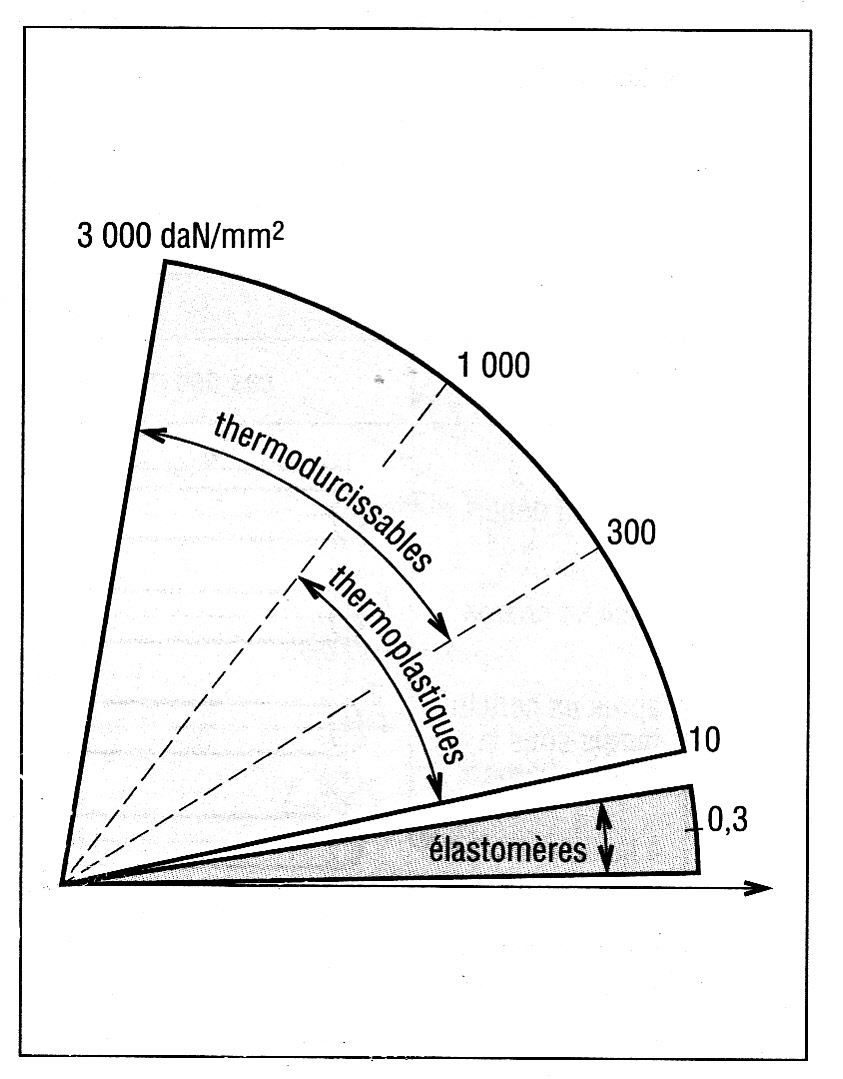 3 000 daN/mm²
1 000
thermodurcissables
300
thermoplastiques
10
0,3
élastomères